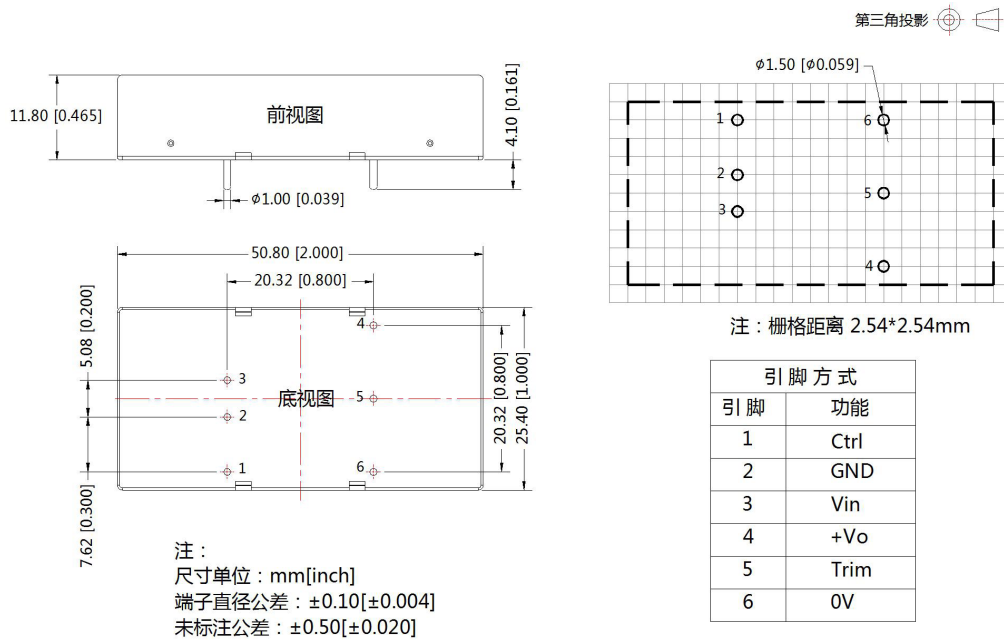 第三角投影
11.80 [0.465]
前视图
4.10 [0.161]
ø1.00 [0.039]
ø1.50 [ø0.059]
1
6
2
5
3
4
注：栅格距离 2.54*2.54mm
50.80 [2.000]
20.32 [0.800]
5.08 [0.200]
7.62 [0.300]
4
3
底视图
5
2
1
6
20.32 [0.800]
25.40 [1.000]
引脚方式
引脚 功能
1 Ctrl
2 GND
3 Vin
4 +Vo
5 Trim
6 0V
注：
尺寸单位：mm[inch]
端子直径公差：±0.10[±0.004]
未标注公差：±0.50[±0.020]